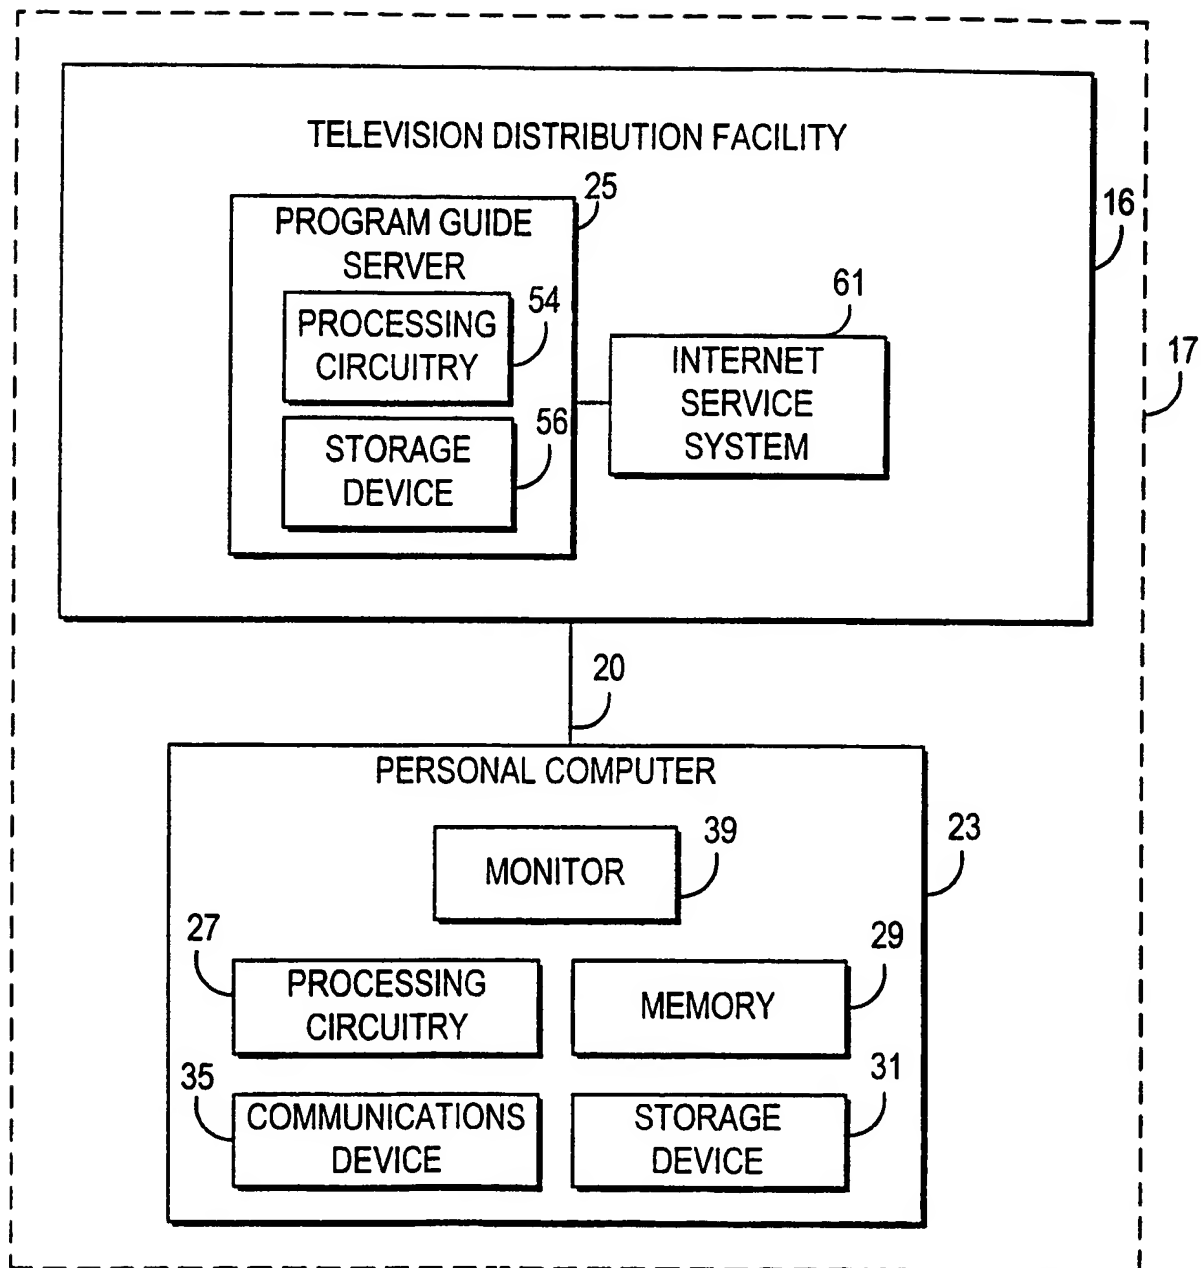 TELEVISION DISTRIBUTION FACILITY
25
PROGRAM GUIDE
SERVER
16
54
PROCESSING
CIRCUITRY
61
INTERNET
SERVICE
SYSTEM
17
56
STORAGE
DEVICE
20
PERSONAL COMPUTER
39
MONITOR
23
27
PROCESSING
CIRCUITRY
29
MEMORY
35
COMMUNICATIONS
DEVICE
31
STORAGE
DEVICE